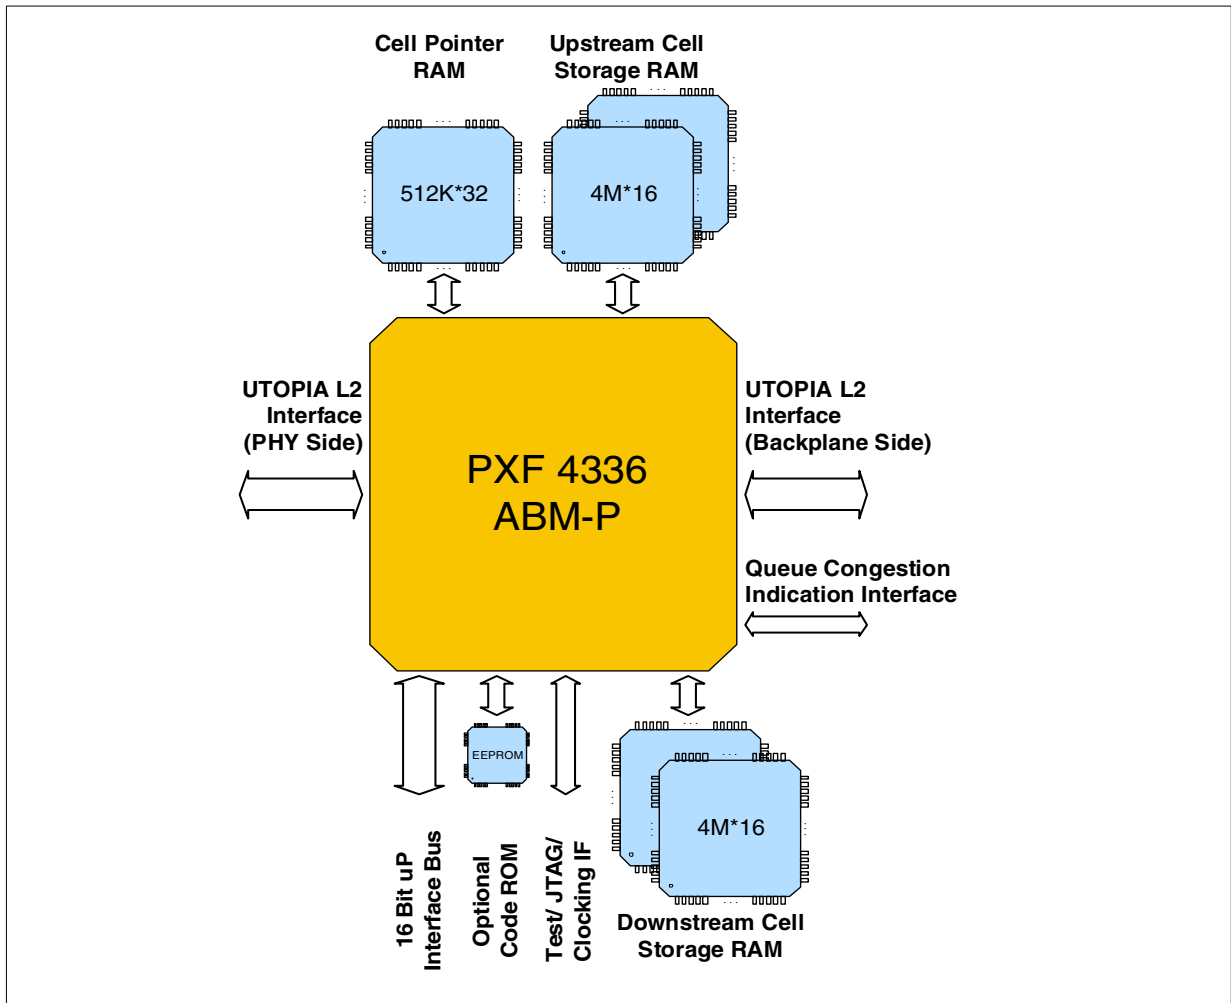 Cell Pointer
RAM
Upstream Cell
Storage RAM
512K*32
4M*16
UTOPIA L2
Interface
(PHY Side)
PXF 4336
ABM-P
UTOPIA L2
Interface
(Backplane Side)
Queue Congestion
Indication Interface
EEPROM
16 Bit uP
Interface Bus
Optional
Code ROM
Test/ JTAG/
Clocking IF
4M*16
Downstream Cell
Storage RAM